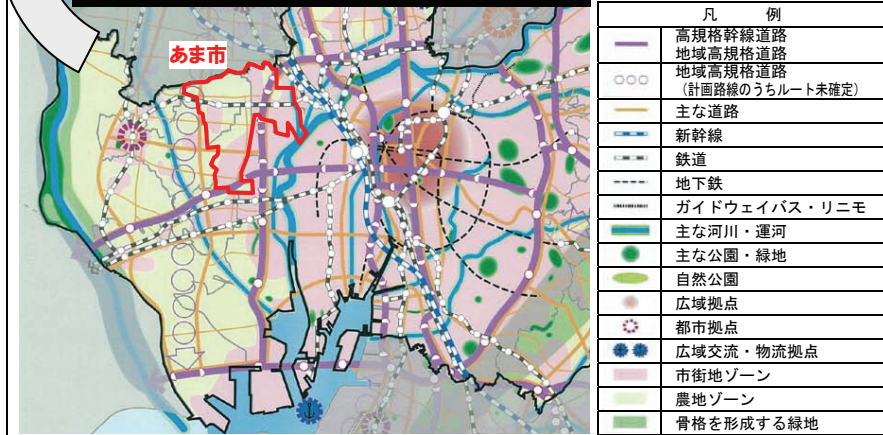 あま市
凡　例
高規格幹線道路
地域高規格道路
地域高規格道路
（計画路線のうちルート未確定）
主な道路
新幹線
鉄道
地下鉄
ガイドウェイバス・リニモ
主な河川・運河
主な公園・緑地
自然公園
広域拠点
都市拠点
広域交流・物流拠点
市街地ゾーン
農地ゾーン
骨格を形成する緑地